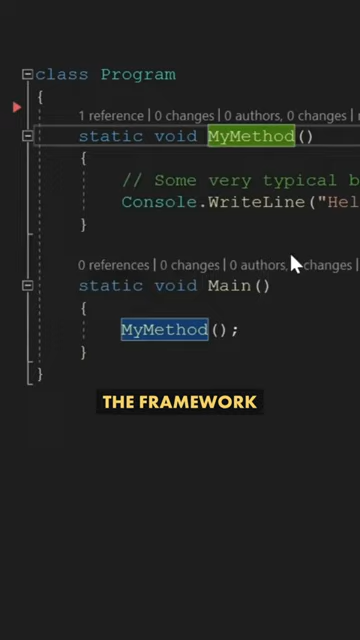 class Program
{
1 reference | 0 changes | 0 authors, 0 changes |
static void MyMethod()
{
// Some very typical b
Console.WriteLine("Hel
}
0 references | 0 changes | 0 authors, changes |
static void Main()
{
MyMethod();
}
}
THE FRAMEWORK